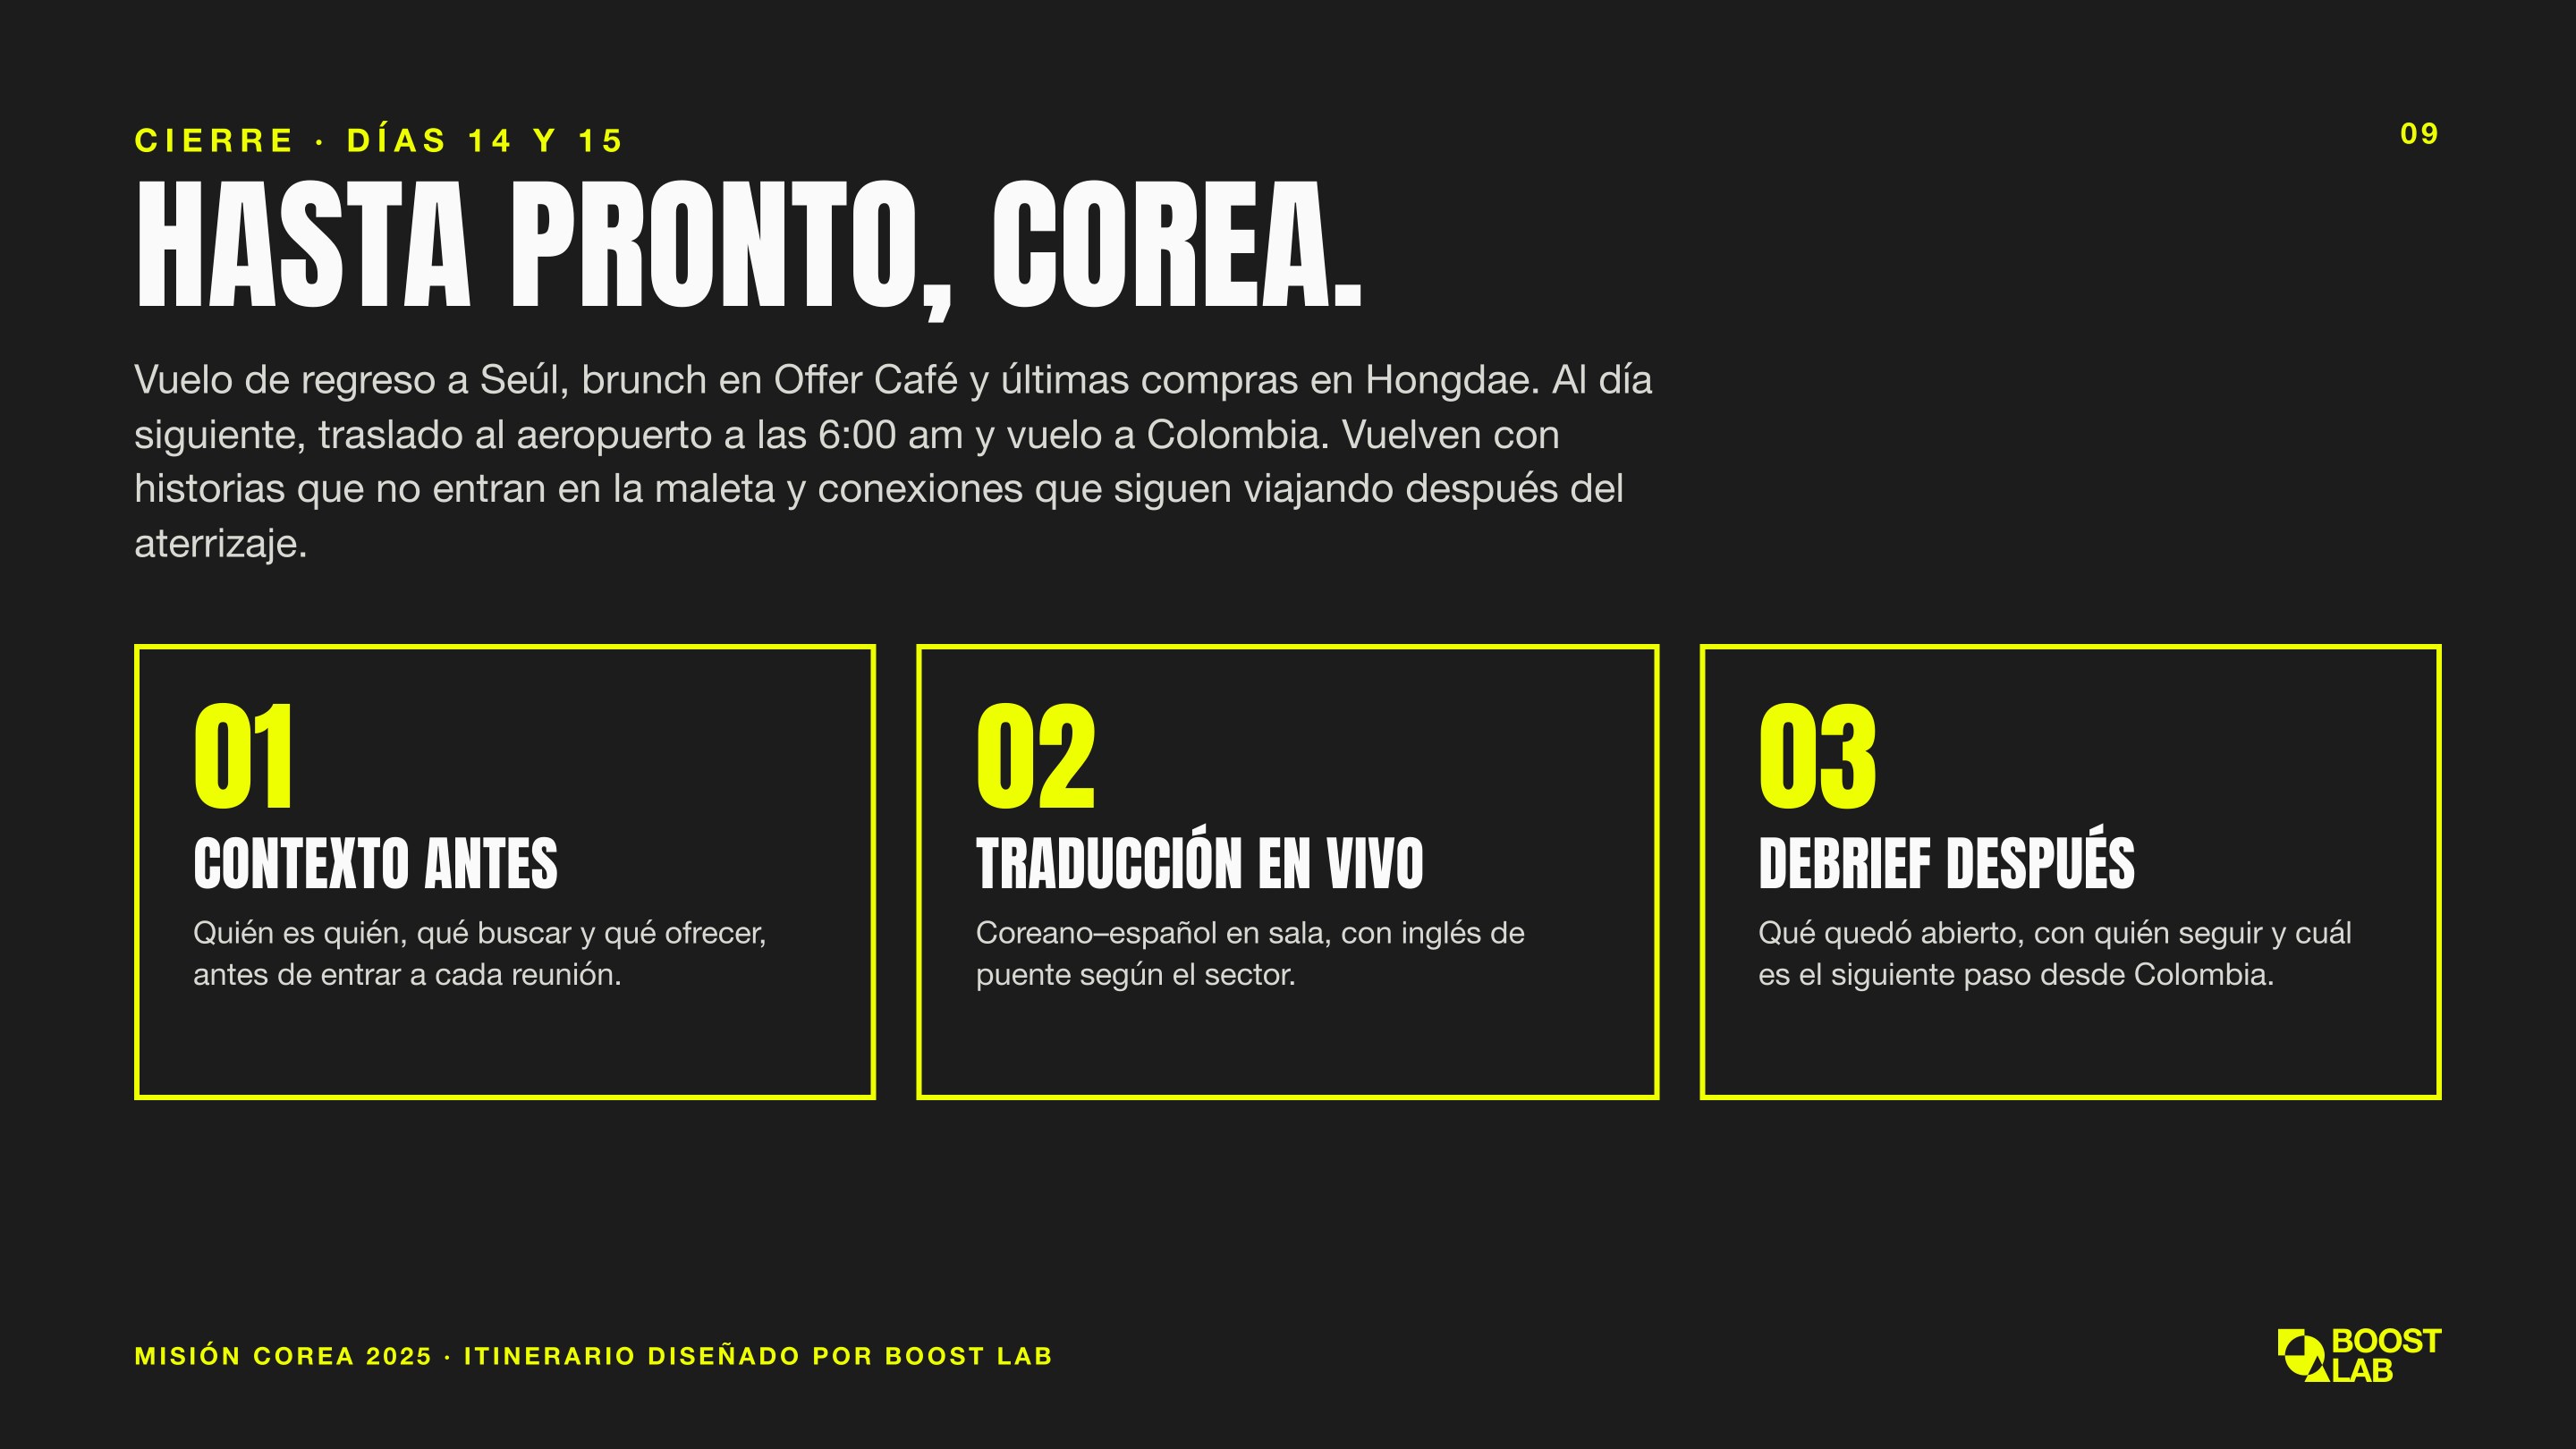 CIERRE · DÍAS 14 Y 15
09
HASTA PRONTO, COREA.
Vuelo de regreso a Seúl, brunch en Offer Café y últimas compras en Hongdae. Al día
siguiente, traslado al aeropuerto a las 6:00 am y vuelo a Colombia. Vuelven con
historias que no entran en la maleta y conexiones que siguen viajando después del
aterrizaje.
01
CONTEXTO ANTES
Quién es quién, qué buscar y qué ofrecer,
antes de entrar a cada reunión.
02
TRADUCCIÓN EN VIVO
Coreano–español en sala, con inglés de
puente según el sector.
03
DEBRIEF DESPUÉS
Qué quedó abierto, con quién seguir y cuál
es el siguiente paso desde Colombia.
MISIÓN COREA 2025 · ITINERARIO DISEÑADO POR BOOST LAB
BOOST
LAB